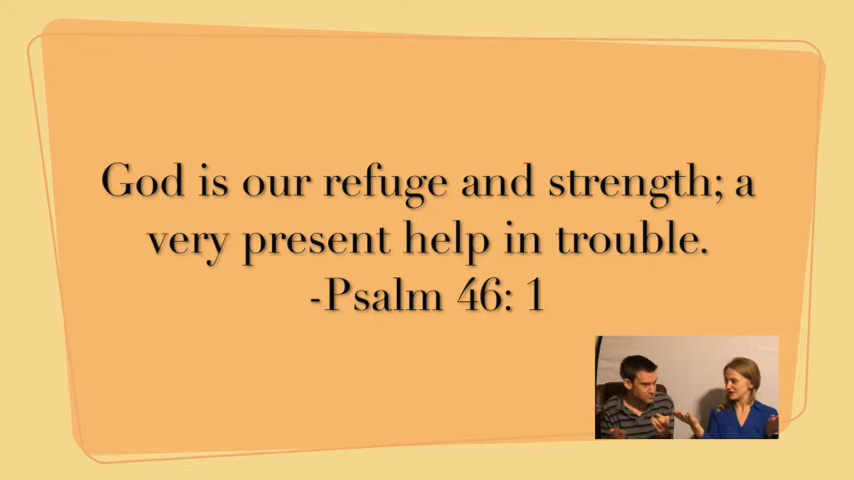 God is our refuge and strength; a
very present help in trouble.
-Psalm 46: 1